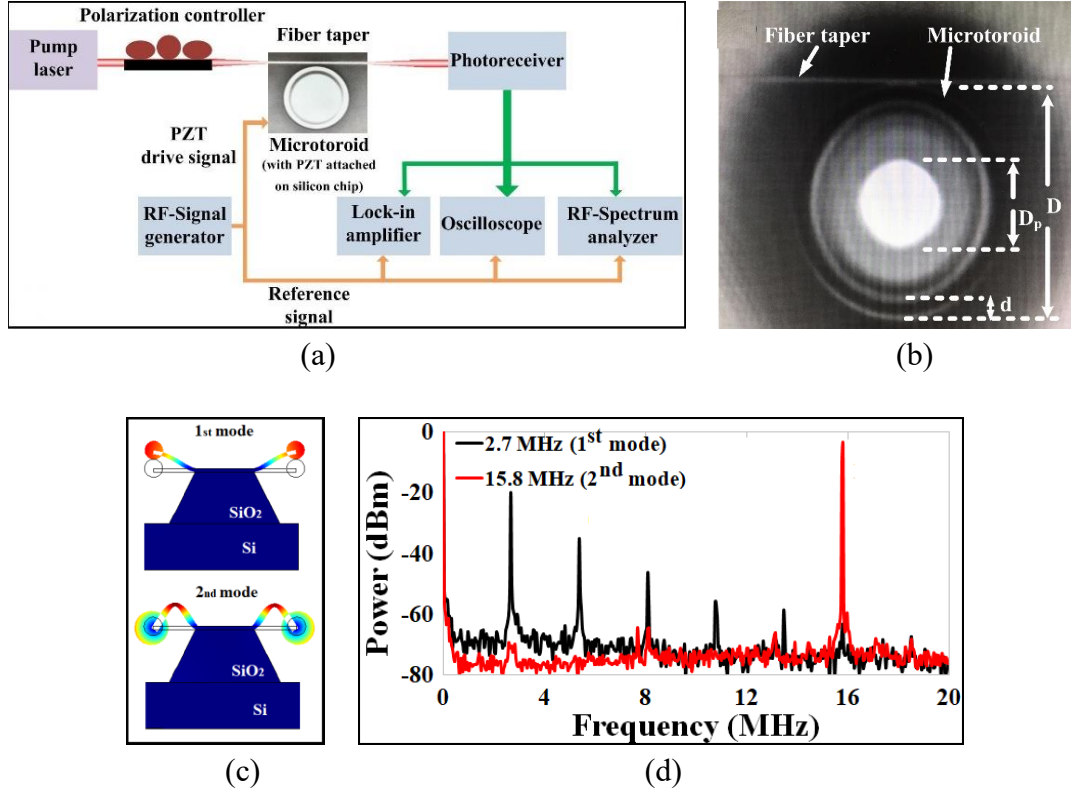 Polarization controller
Pump
laser
Fiber taper
Photoreceiver
PZT
drive signal
Microtoroid
(with PZT attached
on silicon chip)
RF-Signal
generator
Lock-in
amplifier
Oscilloscope
RF-Spectrum
analyzer
Reference
signal
(a)
Fiber taper
Microtoroid
Dp
D
d
(b)
1st mode
SiO2
Si
2nd mode
SiO2
Si
(c)
0
-20
-40
-60
-80
Power (dBm)
2.7 MHz (1st mode)
15.8 MHz (2nd mode)
0 4 8 12 16 20
Frequency (MHz)
(d)